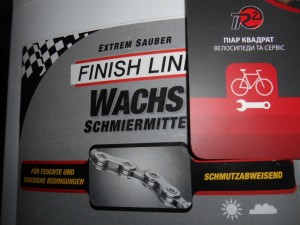 EXTREM SAUBER
FINISH LINE
WACHS
SCHMIERMITTE
FÜR FEUCHTE UND
TROCKENE BEDINGUNGEN
SCHMUTZABWEISEND
ПІАР КВАДРАТ
ВЕЛОСИПЕДИ ТА СЕРВІС